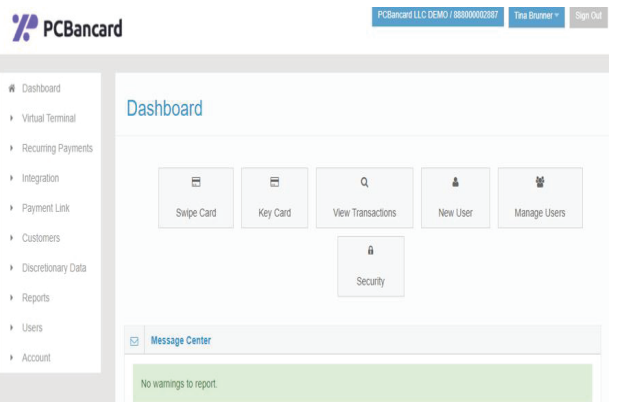 PCBancard
PCBancard LLC DEMO / 888000002887
Tina Brunner
Sign Out
Dashboard
Virtual Terminal
Recurring Payments
Integration
Payment Link
Customers
Discretionary Data
Reports
Users
Account
Dashboard
Swipe Card
Key Card
View Transactions
New User
Manage Users
Security
Message Center
No warnings to report.